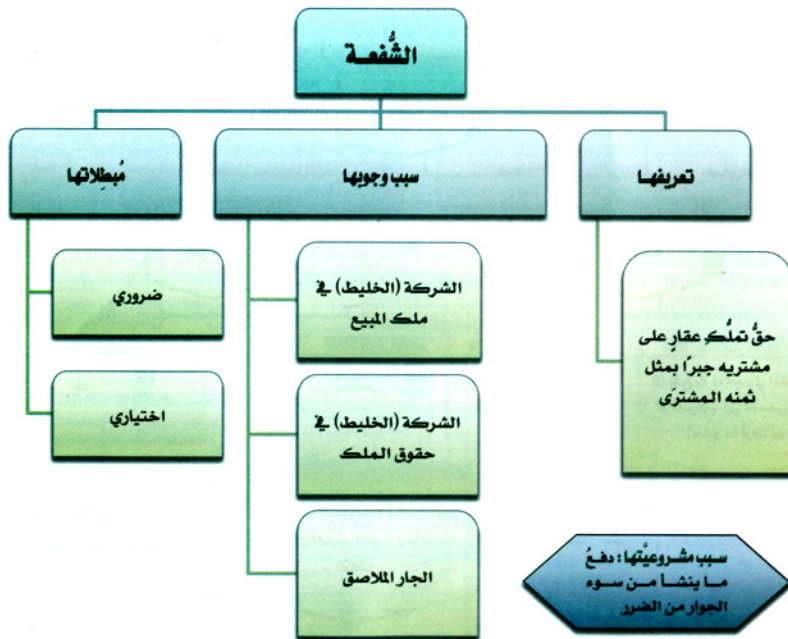 الشُّفعة
تعريفها
حقُّ تملُّكِ عقارٍ على
مشتريه جبرًا بمثل
ثمنه المشترَى
سبب وجوبها
الشركة (الخليط) في
ملك المبيع
الشركة (الخليط) في
حقوق الملك
الجار الملاصق
مُبطِلاتها
ضروري
اختياري
سبب مشروعيَّتها: دفعُ
ما ينشأ من سوء
الجوار من الضرر